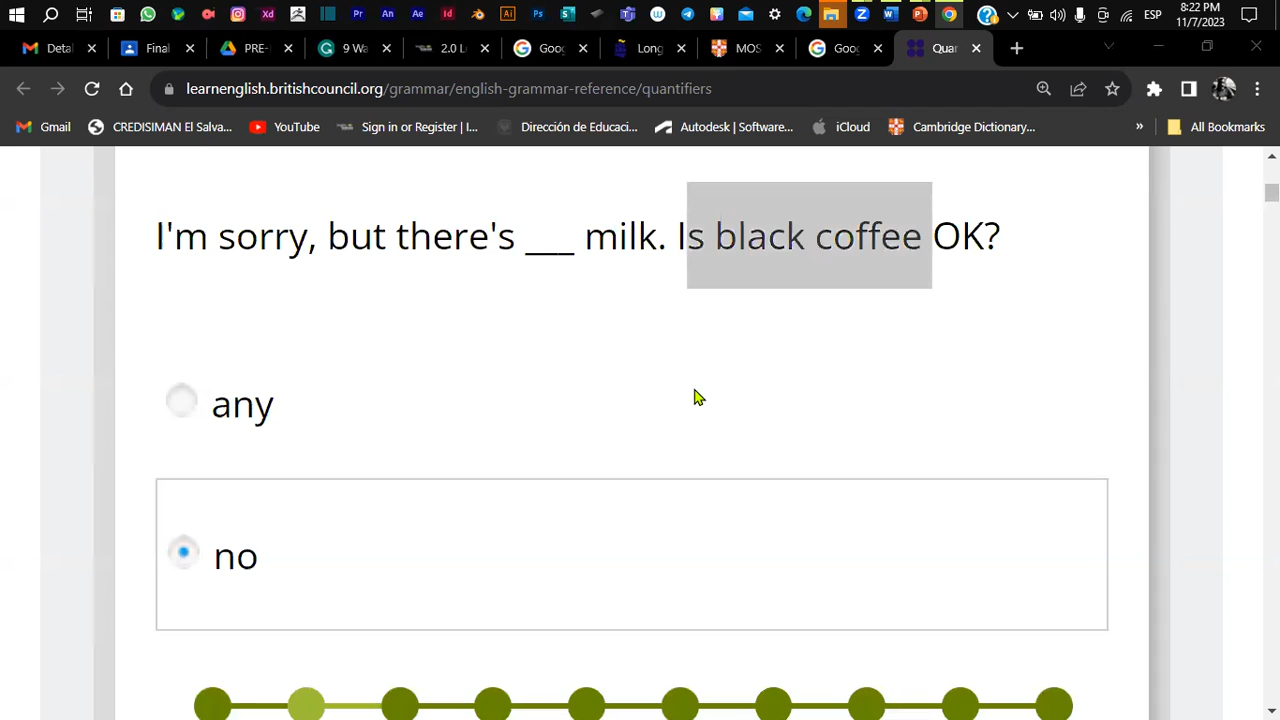 ESP
8:22 PM
11/7/2023
Detal
Final
PRE-
9 Wa
2.0 L
Goog
Long
MOS
Goog
Quar
learnenglish.britishcouncil.org/grammar/english-grammar-reference/quantifiers
Gmail
CREDISIMAN El Salva...
YouTube
Sign in or Register | I...
Dirección de Educaci...
Autodesk | Software...
iCloud
Cambridge Dictionary...
»
All Bookmarks
I'm sorry, but there's ___ milk. Is black coffee OK?
any
no